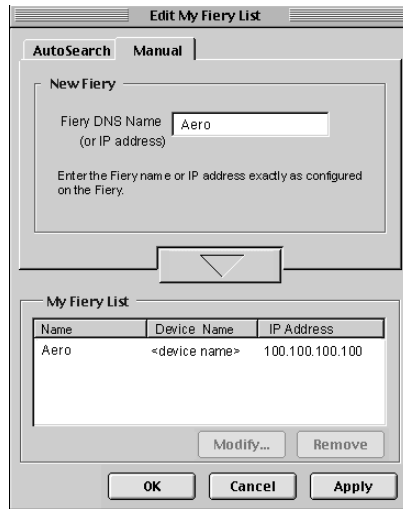 Edit My Fiery List
AutoSearch Manual
New Fiery
Fiery DNS Name Aero
(or IP address)
Enter the Fiery name or IP address exactly as configured
on the Fiery.
My Fiery List
Name Device Name IP Address
Aero <device name> 100.100.100.100
Modify... Remove
OK Cancel Apply